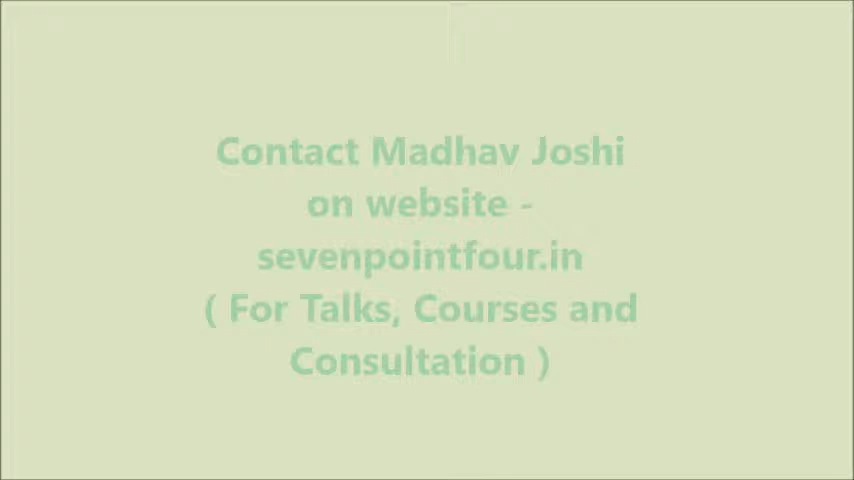 Contact Madhav Joshi
on website -
sevenpointfour.in
( For Talks, Courses and
Consultation )